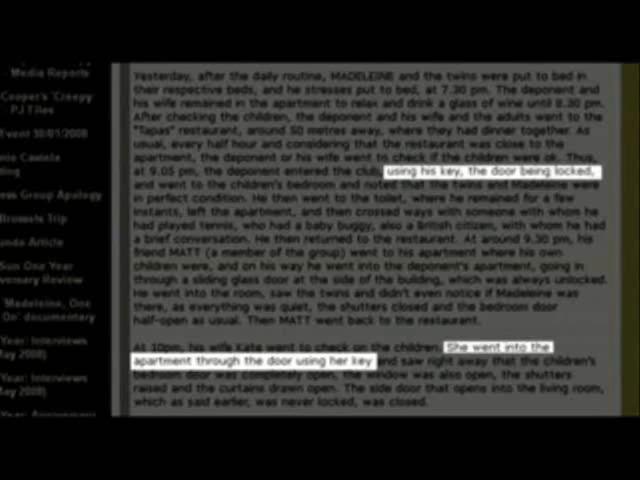 Media Reports
Cooper's 'Creepy
PJ Files
Event 30/01/2008
Group Apology
Brussels Trip
Article
Sun One Year
Review
'Madeleine, One
On' documentary
Year: Interviews
2008)
Year: Interviews
2008)
Year: Anniversary
Yesterday, after the daily routine, MADELEINE and the twins were put to bed in
their respective beds, and he stresses put to bed, at 7.30 pm. The deponent and
his wife remained in the apartment to relax and drink a glass of wine until 8.30 pm.
After checking the children, the deponent and his wife and the adults went to the
"Tapas" restaurant, around 50 metres away, where they had dinner together. As
usual, every half hour and considering that the restaurant was close to the
apartment, the deponent or his wife went to check if the children were ok. Thus,
at 9.05 pm, the deponent entered the club, using his key, the door being locked,
and went to the children's bedroom and noted that the twins and Madeleine were
in perfect condition. He then went to the toilet, where he remained for a few
instants, left the apartment, and then crossed ways with someone with whom he
had played tennis, who had a baby buggy, also a British citizen, with whom he had
a brief conversation. He then returned to the restaurant. At around 9.30 pm, his
friend MATT (a member of the group) went to his apartment where his own
children were, and on his way he went into the deponent's apartment, going in
through a sliding glass door at the side of the building, which was always unlocked.
He went into the room, saw the twins and didn't even notice if Madeleine was
there, as everything was quiet, the shutters closed and the bedroom door
half-open as usual. Then MATT went back to the restaurant.
At 10pm, his wife Kate went to check on the children. She went into the
apartment through the door using her key and saw right away that the children's
bedroom door was completely open, the window was also open, the shutters
raised and the curtains drawn open. The side door that opens into the living room,
which as said earlier, was never locked, was closed.